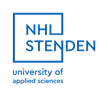 NHL
STENDEN
university of
applied sciences